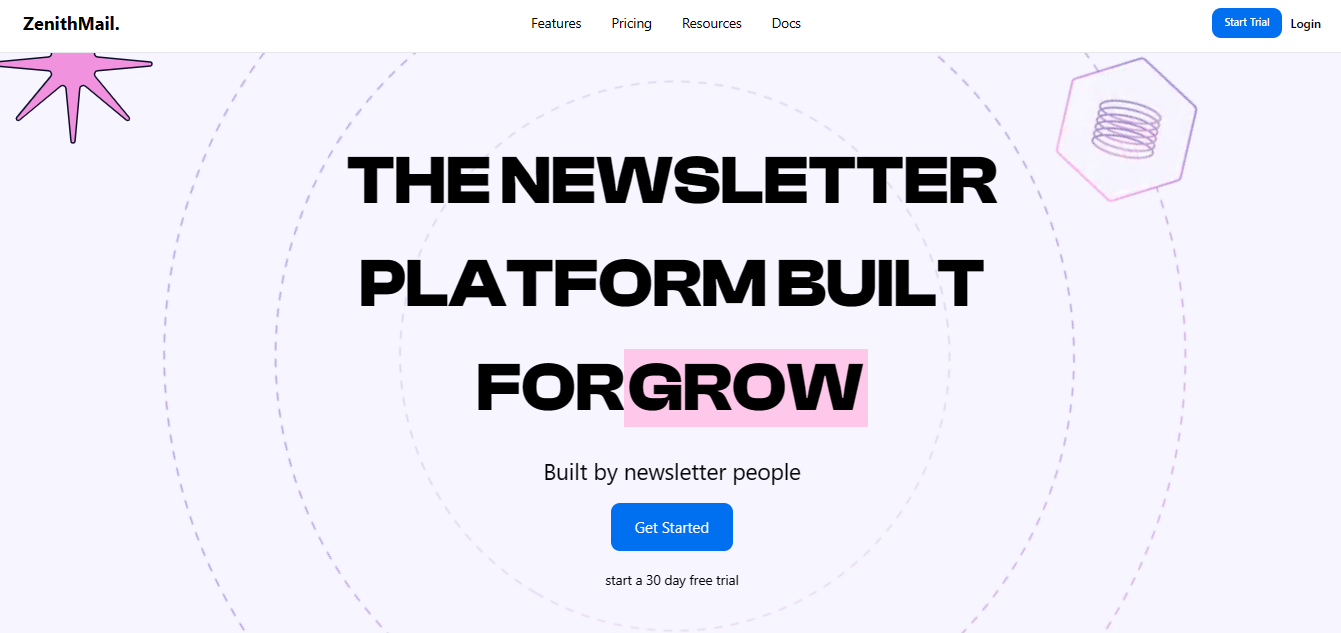 ZenithMail.
Features Pricing Resources Docs
Start Trial Login
THE NEWSLETTER
PLATFORM BUILT
FOR GROW
Built by newsletter people
Get Started
start a 30 day free trial